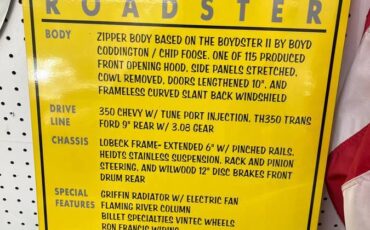 ROADSTER
BODY ZIPPER BODY BASED ON THE BOYDSTER II BY BOYD
CODDINGTON / CHIP FOOSE. ONE OF 115 PRODUCED
FRONT OPENING HOOD, SIDE PANELS STRETCHED,
COWL REMOVED, DOORS LENGTHENED 10", AND
FRAMELESS CURVED SLANT BACK WINDSHIELD
DRIVE LINE 350 CHEVY W/ TUNE PORT INJECTION, TH350 TRANS
FORD 9" REAR W/ 3.08 GEAR
CHASSIS LOBECK FRAME- EXTENDED 6" W/ PINCHED RAILS,
HEIDTS STAINLESS SUSPENSION, RACK AND PINION
STEERING, AND WILWOOD 12" DISC BRAKES FRONT
DRUM REAR
SPECIAL FEATURES GRIFFIN RADIATOR W/ ELECTRIC FAN
FLAMING RIVER COLUMN
BILLET SPECIALTIES VINTEC WHEELS
RON FRANCIS WIRING